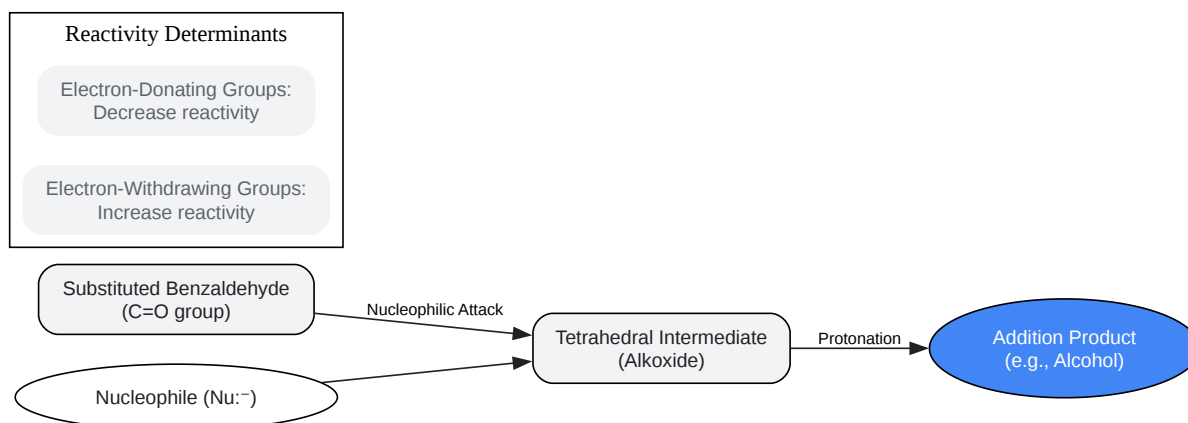 Reactivity Determinants
Electron-Donating Groups:
Decrease reactivity
Electron-Withdrawing Groups:
Increase reactivity
Substituted Benzaldehyde
(C=O group)
Nucleophilic Attack
Nucleophile (Nu:⁻)
Tetrahedral Intermediate
(Alkoxide)
Protonation
Addition Product
(e.g., Alcohol)